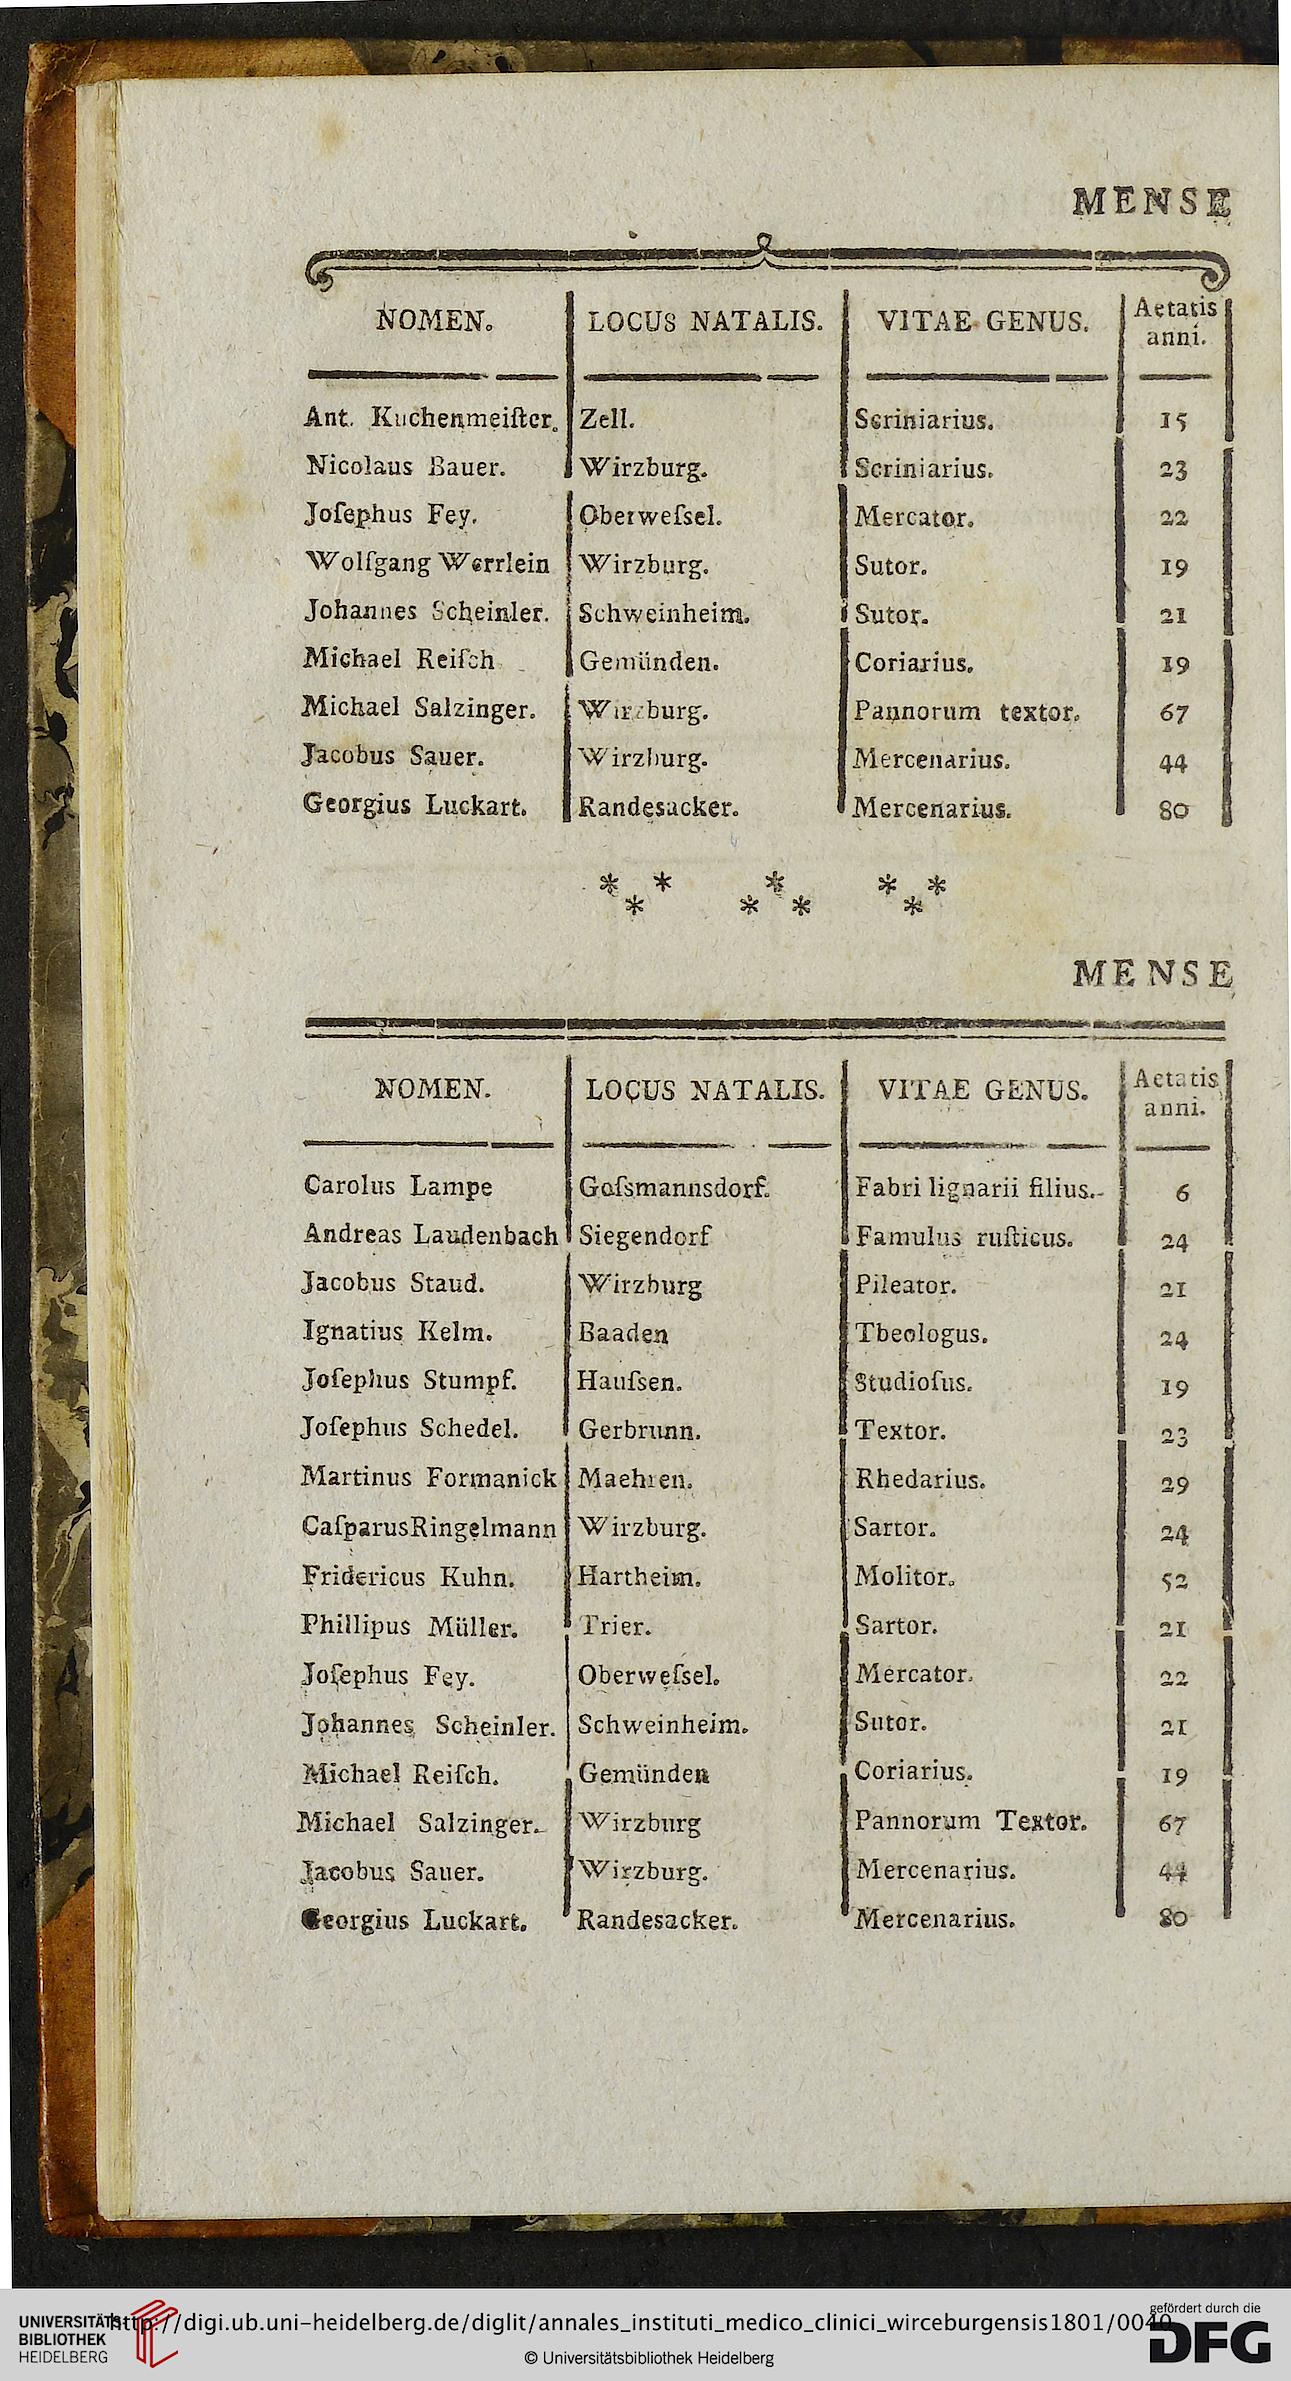 MENSE
NOMEN. LOCUS NATALIS. VITAE GENUS. Aetatis anni.
Ant. Kuchenmeiſter. Zell. Scriniarius. 15
Nicolaus Bauer. Wirzburg. Scriniarius. 23
Joſephus Fey. Oberweſsel. Mercator. 22
Wolfgang Werrlein Wirzburg. Sutor. 19
Johannes Scheinler. Schweinheim. Sutor. 21
Michael Reiſch Gemünden. Coriarius. 19
Michael Salzinger. Wirzburg. Pannorum textor. 67
Jacobus Sauer. Wirzburg. Mercenarius. 44
Georgius Luckart. Randesacker. Mercenarius. 80
* * * * *
* * * *
MENSE
NOMEN. LOCUS NATALIS. VITAE GENUS. Aetatis anni.
Carolus Lampe Goſsmannsdorf. Fabri lignarii filius. 6
Andreas Laudenbach Siegendorf Famulus ruſticus. 24
Jacobus Staud. Wirzburg Pileator. 21
Ignatius Kelm. Baaden Tbeologus. 24
Joſephus Stumpf. Hauſsen. Studioſus. 19
Joſephus Schedel. Gerbrunn. Textor. 23
Martinus Formanick Maehren. Rhedarius. 29
CaſparusRingelmann Wirzburg. Sartor. 24
Fridericus Kuhn. Hartheim. Molitor. 52
Phillipus Müller. Trier. Sartor. 21
Joſephus Fey. Oberweſsel. Mercator. 22
Johannes Scheinler. Schweinheim. Sutor. 21
Michael Reiſch. Gemünden Coriarius. 19
Michael Salzinger. Wirzburg Pannorum Textor. 67
Jacobus Sauer. Wirzburg. Mercenarius. 44
Georgius Luckart. Randesacker. Mercenarius. 80
UNIVERSITÄTS-
BIBLIOTHEK
HEIDELBERG
http://digi.ub.uni-heidelberg.de/diglit/annales_instituti_medico_clinici_wirceburgensis1801/0040
© Universitätsbibliothek Heidelberg
gefördert durch die
DFG